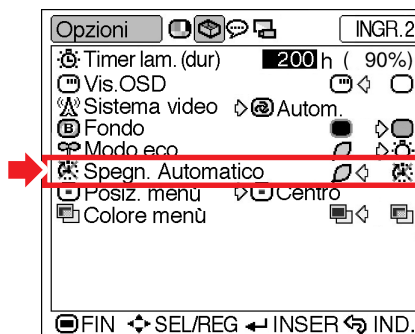 Opzioni INGR.2
Timer lam. (dur) 200 h ( 90%)
Vis.OSD
Sistema video Autom.
B Fondo
Modo eco
Spegn. Automatico
Posiz. menù Centro
Colore menù
FIN SEL/REG INSER IND.